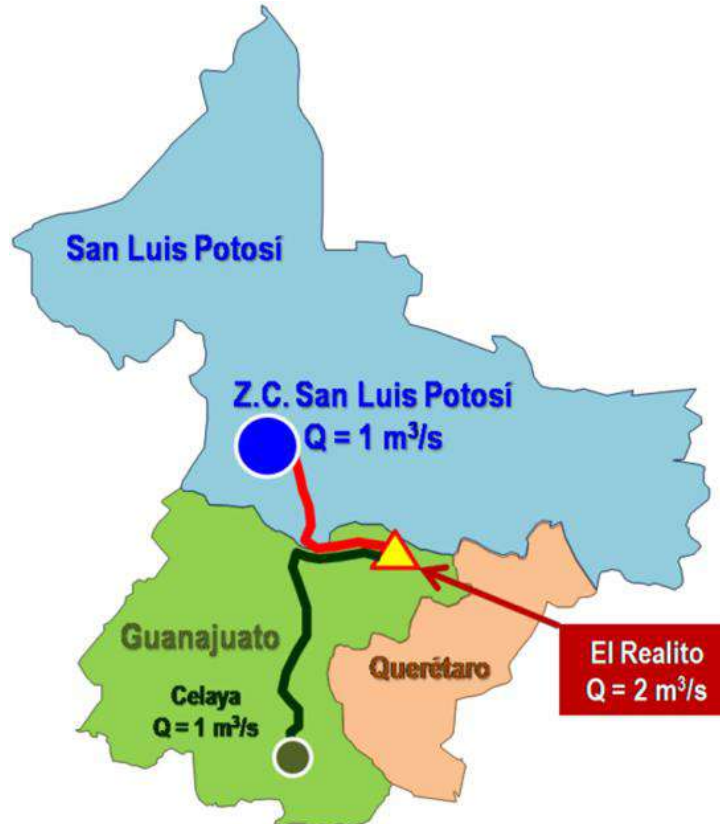 San Luis Potosí
Z.C. San Luis Potosí
Q = 1 m³/s
Guanajuato
Querétaro
El Realito
Q = 2 m³/s
Celaya
Q = 1 m³/s